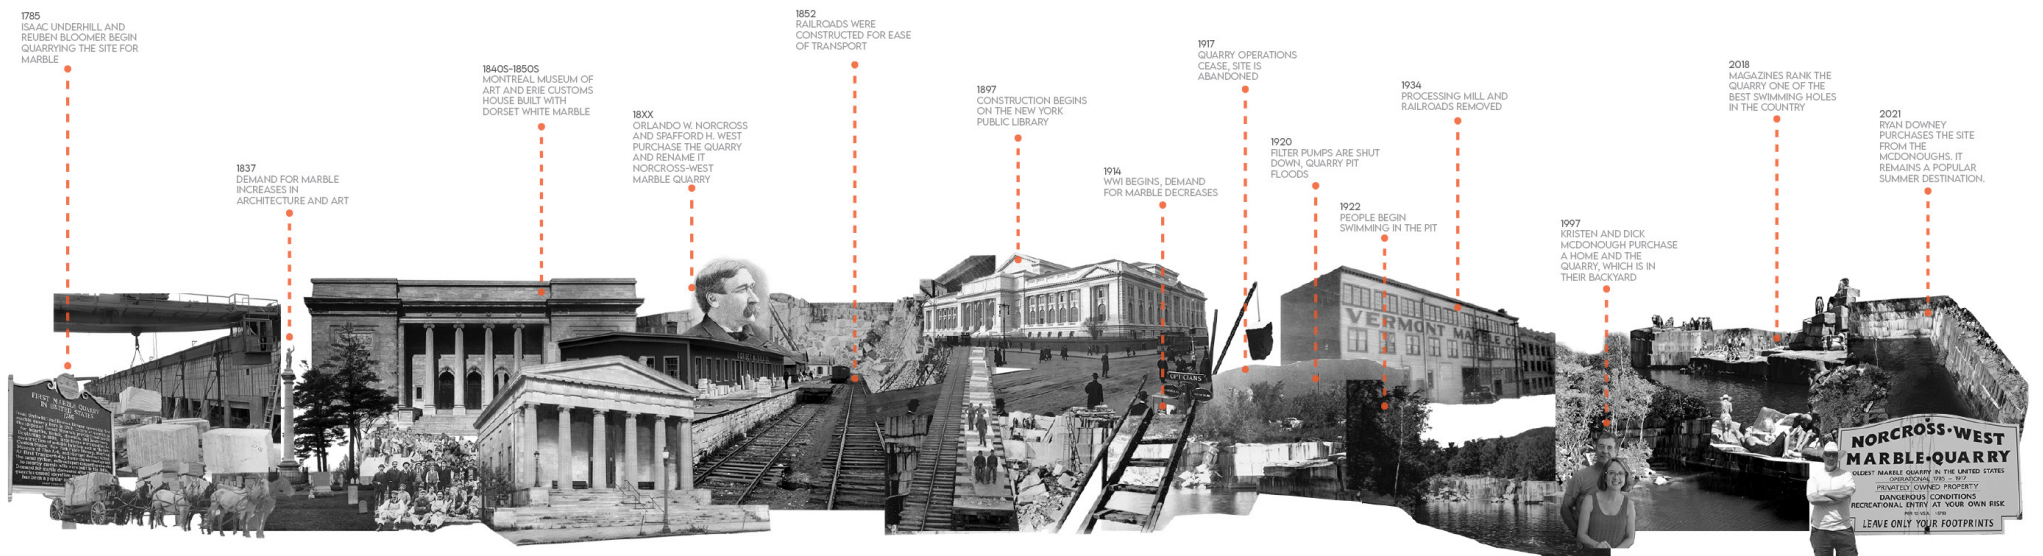 1785
ISAAC UNDERHILL AND
REUBEN BLOOMER BEGIN
QUARRYING THE SITE FOR
MARBLE
1837
DEMAND FOR MARBLE
INCREASES IN
ARCHITECTURE AND ART
1840S-1850S
MONTREAL MUSEUM OF
ART AND ERIE CUSTOMS
HOUSE BUILT WITH
DORSET WHITE MARBLE
18XX
ORLANDO W. NORCROSS
AND SPAFFORD H. WEST
PURCHASE THE QUARRY
AND RENAME IT
NORCROSS-WEST
MARBLE QUARRY
1852
RAILROADS WERE
CONSTRUCTED FOR EASE
OF TRANSPORT
1897
CONSTRUCTION BEGINS
ON THE NEW YORK
PUBLIC LIBRARY
1914
WWI BEGINS, DEMAND
FOR MARBLE DECREASES
1917
QUARRY OPERATIONS
CEASE, SITE IS
ABANDONED
1920
FILTER PUMPS ARE SHUT
DOWN, QUARRY PIT
FLOODS
1922
PEOPLE BEGIN
SWIMMING IN THE PIT
1934
PROCESSING MILL AND
RAILROADS REMOVED
1997
KRISTEN AND DICK
MCDONOUGH PURCHASE
A HOME AND THE
QUARRY, WHICH IS IN
THEIR BACKYARD
2018
MAGAZINES RANK THE
QUARRY ONE OF THE
BEST SWIMMING HOLES
IN THE COUNTRY
2021
RYAN DOWNEY
PURCHASES THE SITE
FROM THE
MCDONOUGHS. IT
REMAINS A POPULAR
SUMMER DESTINATION.
FIRST MARBLE QUARRY
IN UNITED STATES
1785
OPTICIANS
VERMONT MARBLE CO
NORCROSS·WEST
MARBLE·QUARRY
OLDEST MARBLE QUARRY IN THE UNITED STATES
OPERATIONAL 1785 - 1917
PRIVATELY OWNED PROPERTY
DANGEROUS CONDITIONS
RECREATIONAL ENTRY AT YOUR OWN RISK
LEAVE ONLY YOUR FOOTPRINTS